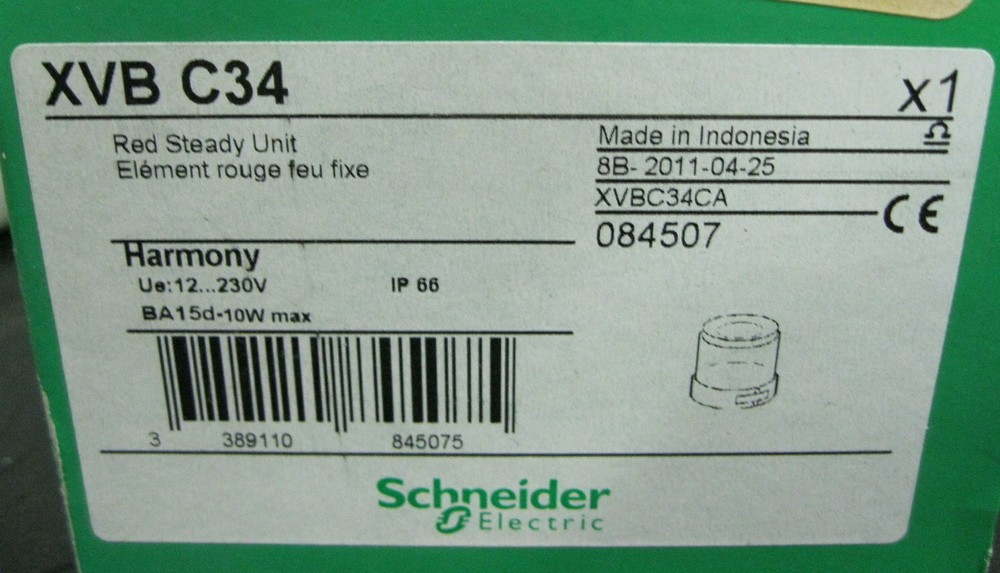 XVB C34
x1
Red Steady Unit
Elément rouge feu fixe
Made in Indonesia
8B- 2011-04-25
XVBC34CA
CE
084507
Harmony
Ue:12...230V IP 66
BA15d-10W max
3 389110 845075
Schneider
Electric